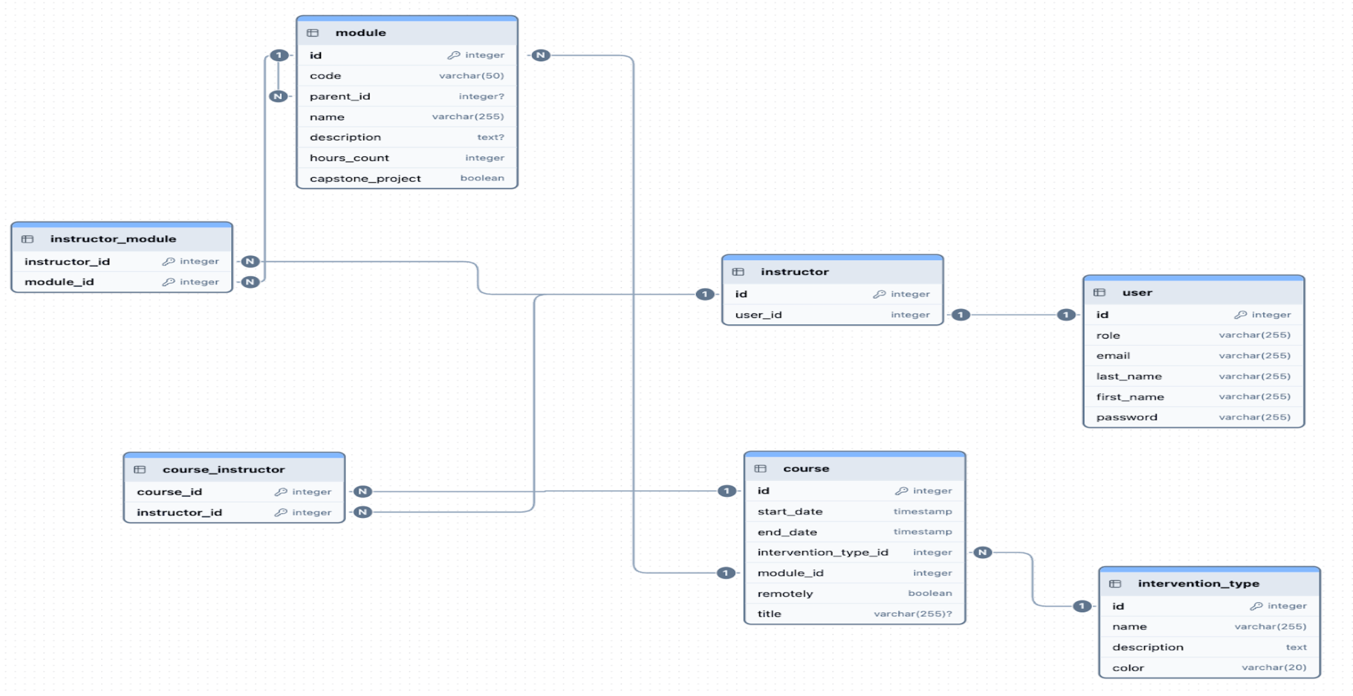 module
1 id integer N
code varchar(50)
N parent_id integer?
name varchar(255)
description text?
hours_count integer
capstone_project boolean
instructor_module
instructor_id integer N
module_id integer N
instructor
1 id integer
user_id integer 1
user
id integer
1 role varchar(255)
email varchar(255)
last_name varchar(255)
first_name varchar(255)
password varchar(255)
course_instructor
course_id integer N
instructor_id integer N
course
1 id integer
start_date timestamp
end_date timestamp
intervention_type_id integer N
1 module_id integer
remotely boolean
title varchar(255)?
intervention_type
1 id integer
name varchar(255)
description text
color varchar(20)